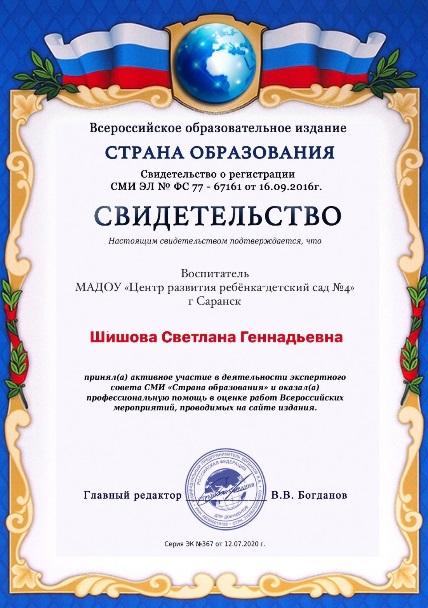 Всероссийское образовательное издание
СТРАНА ОБРАЗОВАНИЯ
Свидетельство о регистрации
СМИ ЭЛ № ФС 77 - 67161 от 16.09.2016г.
СВИДЕТЕЛЬСТВО
Настоящим свидетельством подтверждается, что
Воспитатель
МАДОУ «Центр развития ребёнка-детский сад №4»
г Саранск
Шишова Светлана Геннадьевна
принял(а) активное участие в деятельности экспертного
совета СМИ «Страна образования» и оказал(а)
профессиональную помощь в оценке работ Всероссийских
мероприятий, проводимых на сайте издания.
Главный редактор В.В. Богданов
Серия ЭК №367 от 12.07.2020 г.